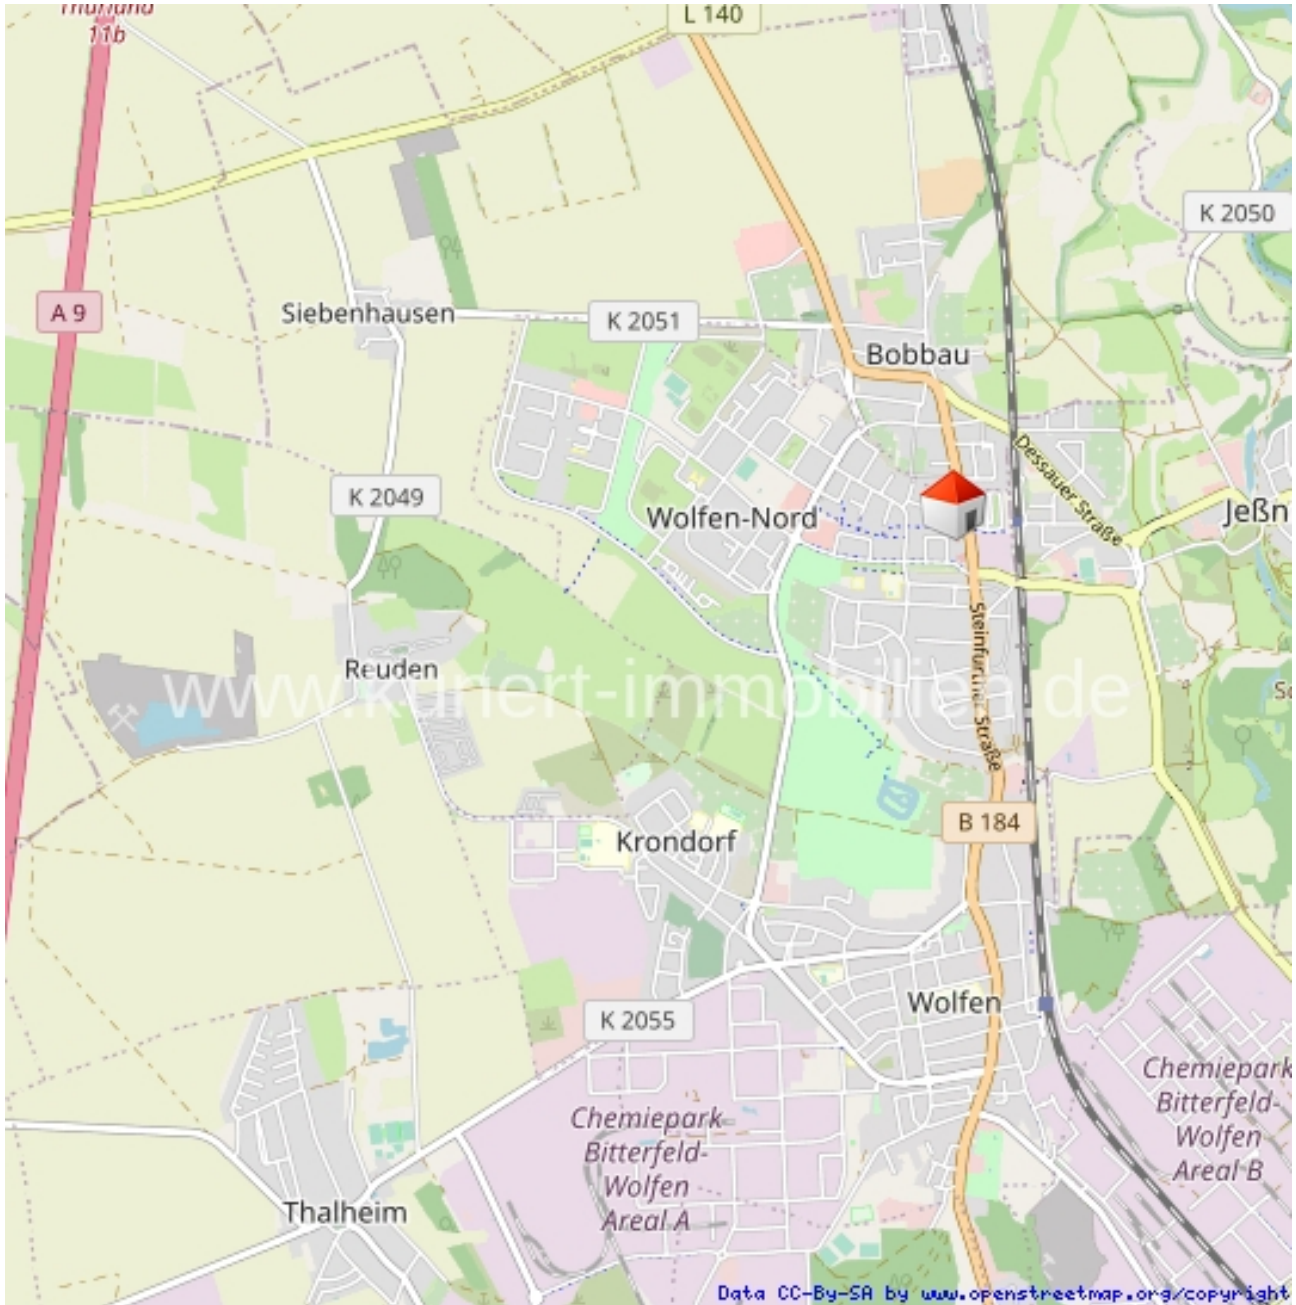 Thurland
11b
L 140
K 2050
A 9
Siebenhausen
K 2051
Bobbau
Dessauer Straße
K 2049
Wolfen-Nord
Jeßn
Steinfurther Straße
Reuden
www.kunert-immobilien.de
B 184
Krondorf
Wolfen
K 2055
Chemiepark
Bitterfeld-
Wolfen
Areal B
Chemiepark
Bitterfeld-
Wolfen
Areal A
Thalheim
Data CC-By-SA by www.openstreetmap.org/copyright